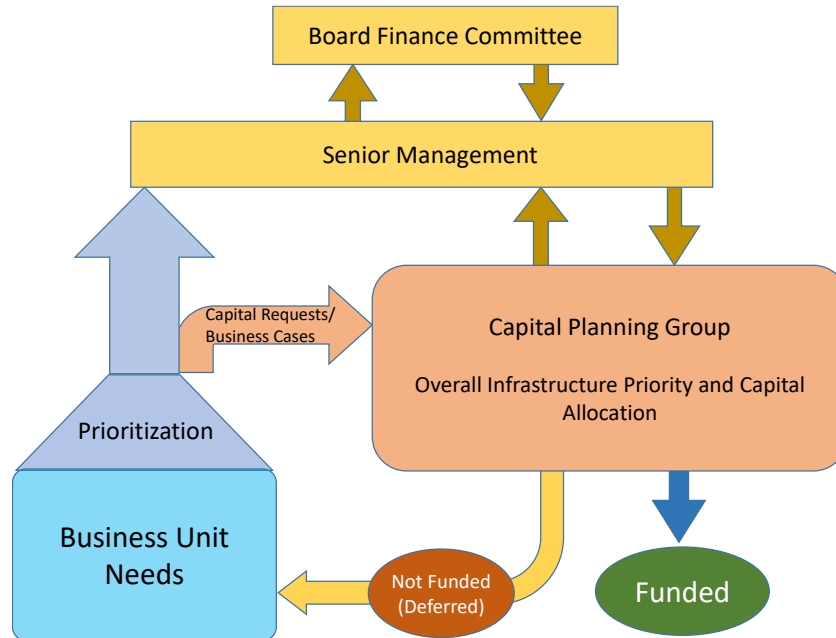 Board Finance Committee
Senior Management
Capital Requests/
Business Cases
Capital Planning Group
Overall Infrastructure Priority and Capital
Allocation
Prioritization
Business Unit
Needs
Not Funded
(Deferred)
Funded